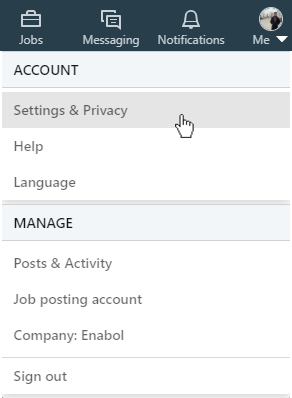 Jobs Messaging Notifications Me
ACCOUNT
Settings & Privacy
Help
Language
MANAGE
Posts & Activity
Job posting account
Company: Enabol
Sign out